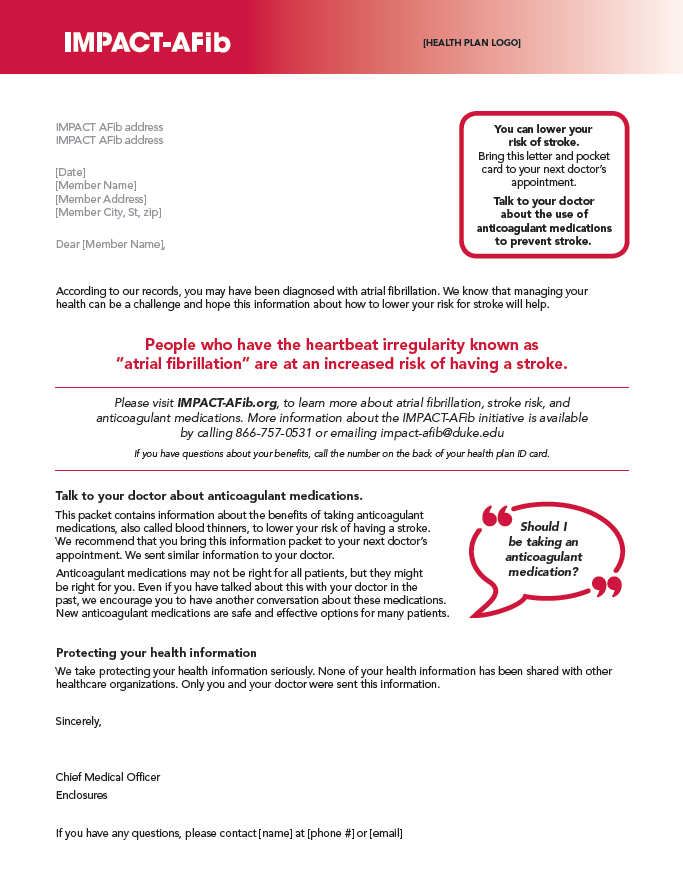 IMPACT-AFib
[HEALTH PLAN LOGO]
IMPACT AFib address
IMPACT AFib address
[Date]
[Member Name]
[Member Address]
[Member City, St, zip]
Dear [Member Name],
You can lower your
risk of stroke.
Bring this letter and pocket
card to your next doctor's
appointment.
Talk to your doctor
about the use of
anticoagulant medications
to prevent stroke.
According to our records, you may have been diagnosed with atrial fibrillation. We know that managing your
health can be a challenge and hope this information about how to lower your risk for stroke will help.
People who have the heartbeat irregularity known as
“atrial fibrillation” are at an increased risk of having a stroke.
Please visit IMPACT-AFib.org, to learn more about atrial fibrillation, stroke risk, and
anticoagulant medications. More information about the IMPACT-AFib initiative is available
by calling 866-757-0531 or emailing impact-afib@duke.edu
If you have questions about your benefits, call the number on the back of your health plan ID card.
Talk to your doctor about anticoagulant medications.
This packet contains information about the benefits of taking anticoagulant
medications, also called blood thinners, to lower your risk of having a stroke.
We recommend that you bring this information packet to your next doctor's
appointment. We sent similar information to your doctor.
Anticoagulant medications may not be right for all patients, but they might
be right for you. Even if you have talked about this with your doctor in the
past, we encourage you to have another conversation about these medications.
New anticoagulant medications are safe and effective options for many patients.
“Should I
be taking an
anticoagulant
medication?”
Protecting your health information
We take protecting your health information seriously. None of your health information has been shared with other
healthcare organizations. Only you and your doctor were sent this information.
Sincerely,
Chief Medical Officer
Enclosures
If you have any questions, please contact [name] at [phone #] or [email]